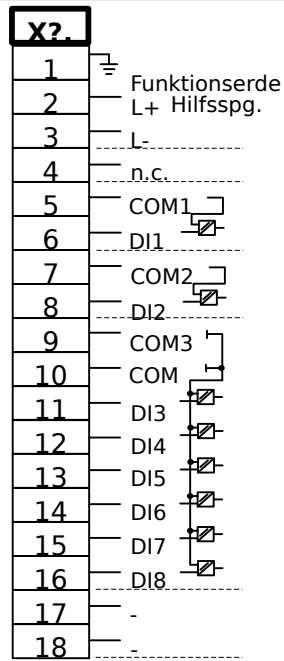 X?.
1
Funktionserde
2 L+ Hilfsspg.
3 L-
4 n.c.
5 COM1
6 DI1
7 COM2
8 DI2
9 COM3
10 COM
11 DI3
12 DI4
13 DI5
14 DI6
15 DI7
16 DI8
17 -
18 -